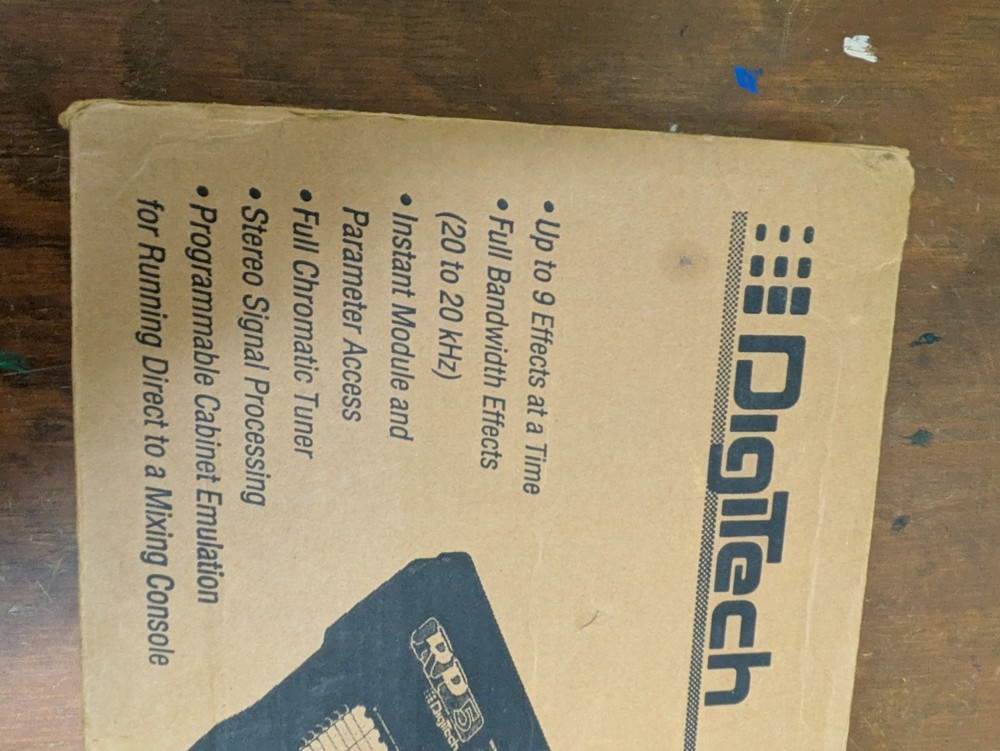 DigiTech
• Up to 9 Effects at a Time
• Full Bandwidth Effects
(20 to 20 kHz)
• Instant Module and
Parameter Access
• Full Chromatic Tuner
• Stereo Signal Processing
• Programmable Cabinet Emulation
for Running Direct to a Mixing Console
RP5
DigiTech